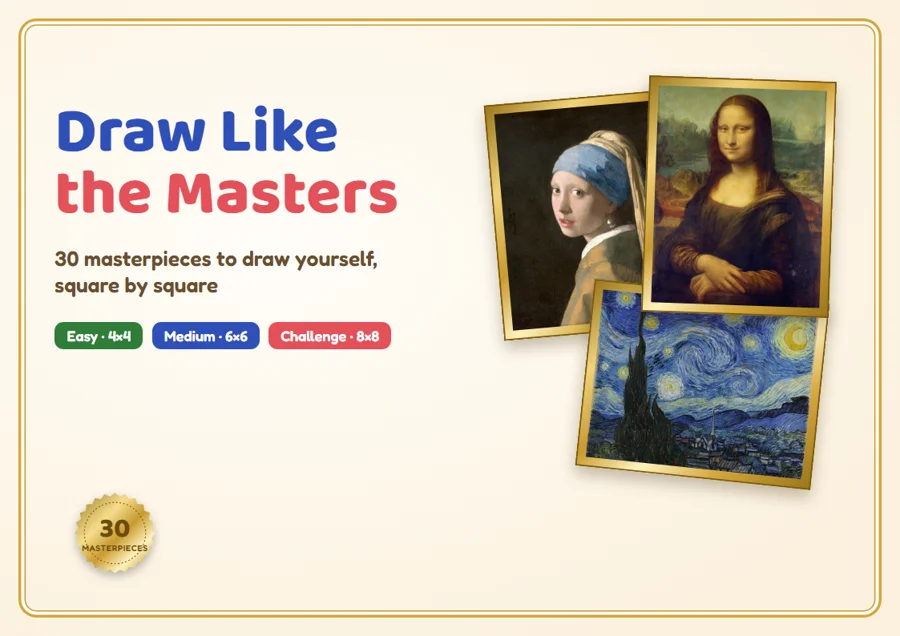 Draw Like
the Masters
30 masterpieces to draw yourself,
square by square
Easy · 4x4
Medium · 6x6
Challenge · 8x8
30
MASTERPIECES